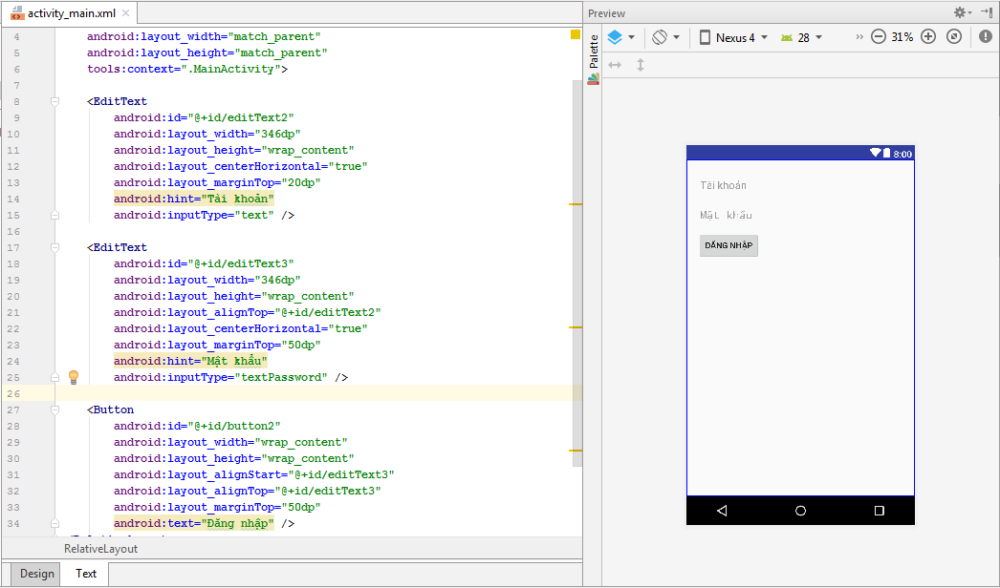 activity_main.xml
Preview
4 android:layout_width="match_parent"
5 android:layout_height="match_parent"
6 tools:context=".MainActivity">
7
8 <EditText
9 android:id="@+id/editText2"
10 android:layout_width="346dp"
11 android:layout_height="wrap_content"
12 android:layout_centerHorizontal="true"
13 android:layout_marginTop="20dp"
14 android:hint="Tài khoản"
15 android:inputType="text" />
16
17 <EditText
18 android:id="@+id/editText3"
19 android:layout_width="346dp"
20 android:layout_height="wrap_content"
21 android:layout_alignTop="@+id/editText2"
22 android:layout_centerHorizontal="true"
23 android:layout_marginTop="50dp"
24 android:hint="Mật khẩu"
25 android:inputType="textPassword" />
26
27 <Button
28 android:id="@+id/button2"
29 android:layout_width="wrap_content"
30 android:layout_height="wrap_content"
31 android:layout_alignStart="@+id/editText3"
32 android:layout_alignTop="@+id/editText3"
33 android:layout_marginTop="50dp"
34 android:text="Đăng nhập" />
RelativeLayout
Design Text
Palette
Nexus 4 28 31%
8:00
Tài khoản
Mật khẩu
ĐĂNG NHẬP